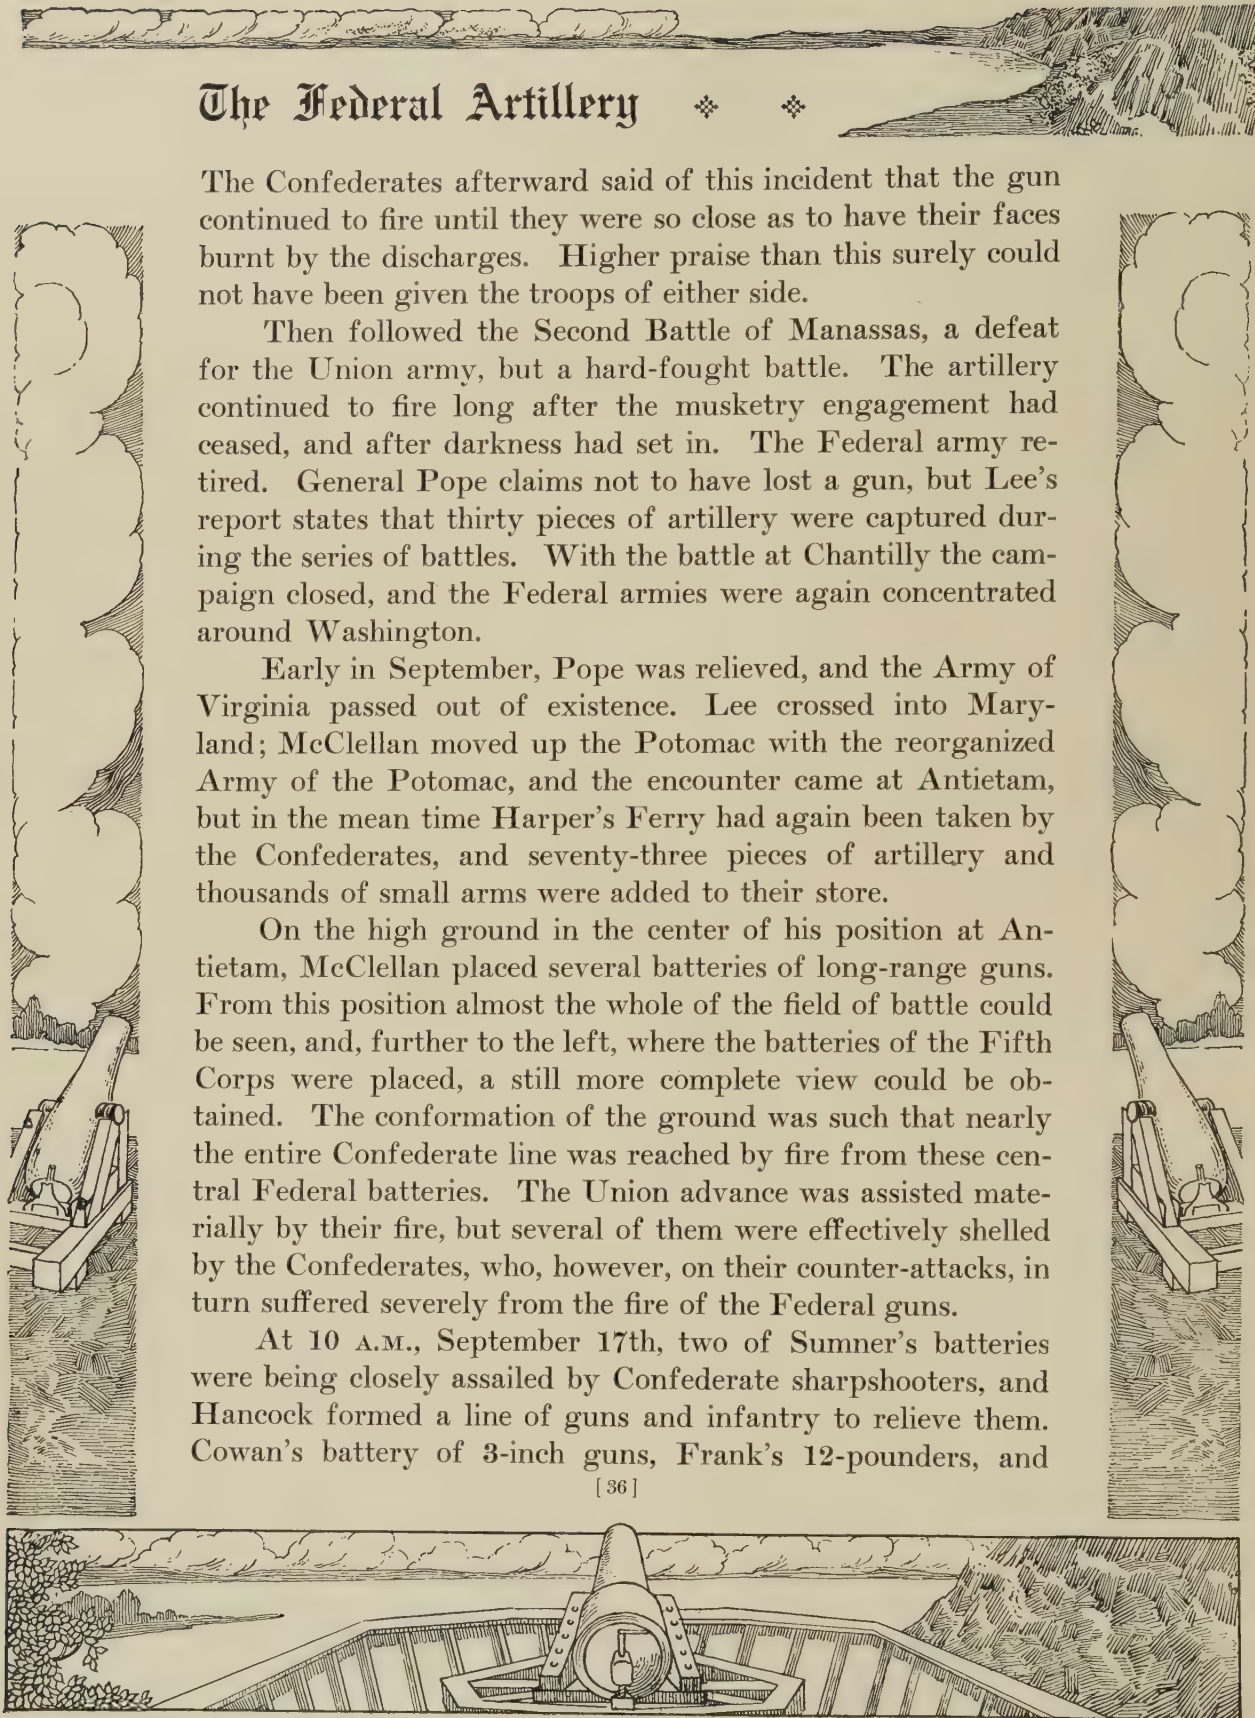 The Federal Artillery
The Confederates afterward said of this incident that the gun
continued to fire until they were so close as to have their faces
burnt by the discharges. Higher praise than this surely could
not have been given the troops of either side.
Then followed the Second Battle of Manassas, a defeat
for the Union army, but a hard-fought battle. The artillery
continued to fire long after the musketry engagement had
ceased, and after darkness had set in. The Federal army re-
tired. General Pope claims not to have lost a gun, but Lee's
report states that thirty pieces of artillery were captured dur-
ing the series of battles. With the battle at Chantilly the cam-
paign closed, and the Federal armies were again concentrated
around Washington.
Early in September, Pope was relieved, and the Army of
Virginia passed out of existence. Lee crossed into Mary-
land; McClellan moved up the Potomac with the reorganized
Army of the Potomac, and the encounter came at Antietam,
but in the mean time Harper's Ferry had again been taken by
the Confederates, and seventy-three pieces of artillery and
thousands of small arms were added to their store.
On the high ground in the center of his position at An-
tietam, McClellan placed several batteries of long-range guns.
From this position almost the whole of the field of battle could
be seen, and, further to the left, where the batteries of the Fifth
Corps were placed, a still more complete view could be ob-
tained. The conformation of the ground was such that nearly
the entire Confederate line was reached by fire from these cen-
tral Federal batteries. The Union advance was assisted mate-
rially by their fire, but several of them were effectively shelled
by the Confederates, who, however, on their counter-attacks, in
turn suffered severely from the fire of the Federal guns.
At 10 A.M., September 17th, two of Sumner's batteries
were being closely assailed by Confederate sharpshooters, and
Hancock formed a line of guns and infantry to relieve them.
Cowan's battery of 3-inch guns, Frank's 12-pounders, and
[36]